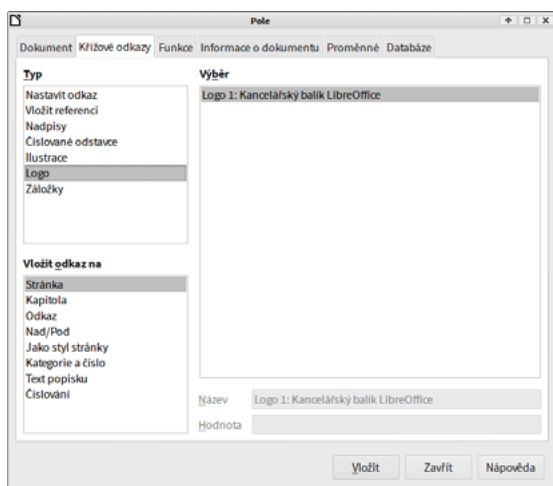 Pole
Dokument Křížové odkazy Funkce Informace o dokumentu Proměnné Databáze
Typ
Nastavit odkaz
Vložit referenci
Nadpisy
Číslované odstavce
Ilustrace
Logo
Záložky
Výběr
Logo 1: Kancelářský balík LibreOffice
Vložit odkaz na
Stránka
Kapitola
Odkaz
Nad/Pod
Jako styl stránky
Kategorie a číslo
Text popisku
Číslování
Název Logo 1: Kancelářský balík LibreOffice
Hodnota
Vložit Zavřít Nápověda